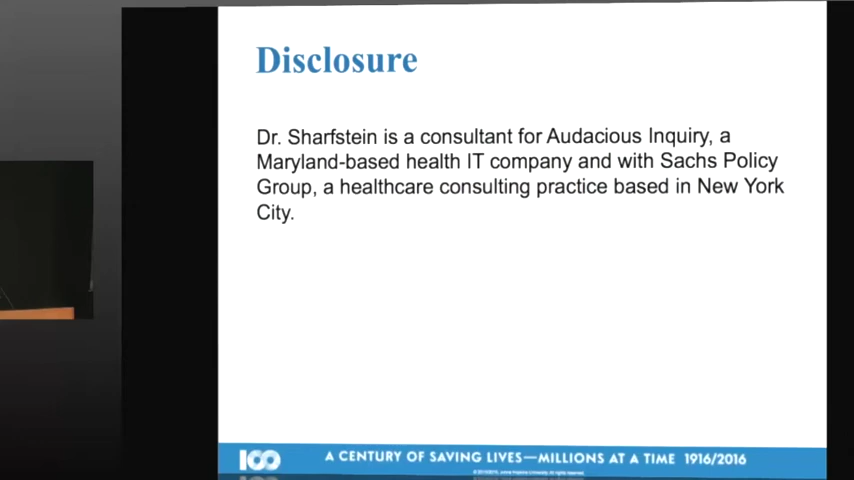 Disclosure
Dr. Sharfstein is a consultant for Audacious Inquiry, a
Maryland-based health IT company and with Sachs Policy
Group, a healthcare consulting practice based in New York
City.
100 A CENTURY OF SAVING LIVES—MILLIONS AT A TIME 1916/2016